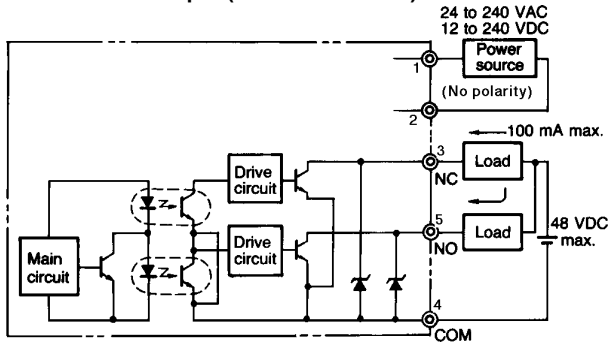 24 to 240 VAC
12 to 240 VDC
1
Power
source
(No polarity)
2
100 mA max.
3
Load
NC
Drive
circuit
5
Load
NO
48 VDC
max.
Drive
circuit
Main
circuit
4
COM